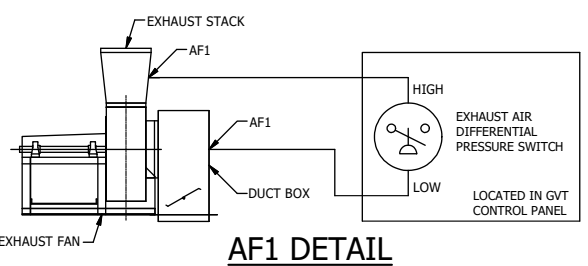 EXHAUST STACK
AF1
HIGH
EXHAUST AIR
DIFFERENTIAL
PRESSURE SWITCH
AF1
DUCT BOX
LOW
LOCATED IN GVT
CONTROL PANEL
EXHAUST FAN
AF1 DETAIL